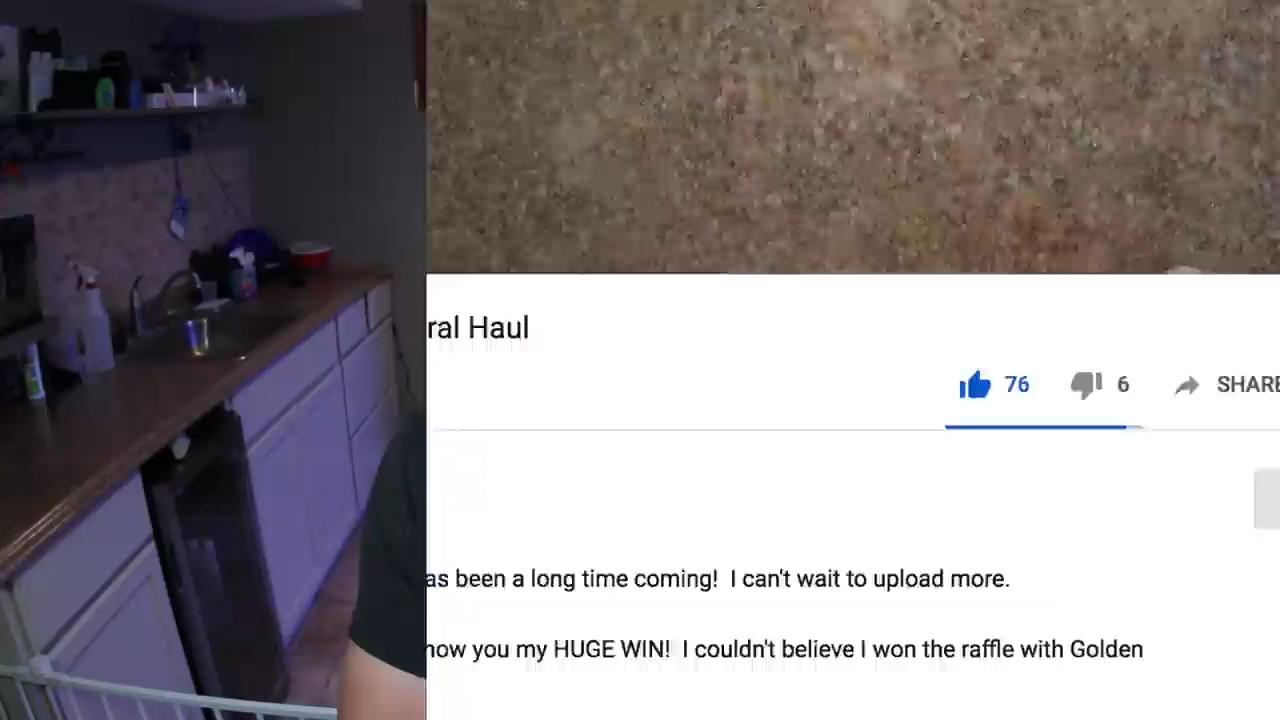 ral Haul
76 6 SHARE
as been a long time coming! I can't wait to upload more.
now you my HUGE WIN! I couldn't believe I won the raffle with Golden